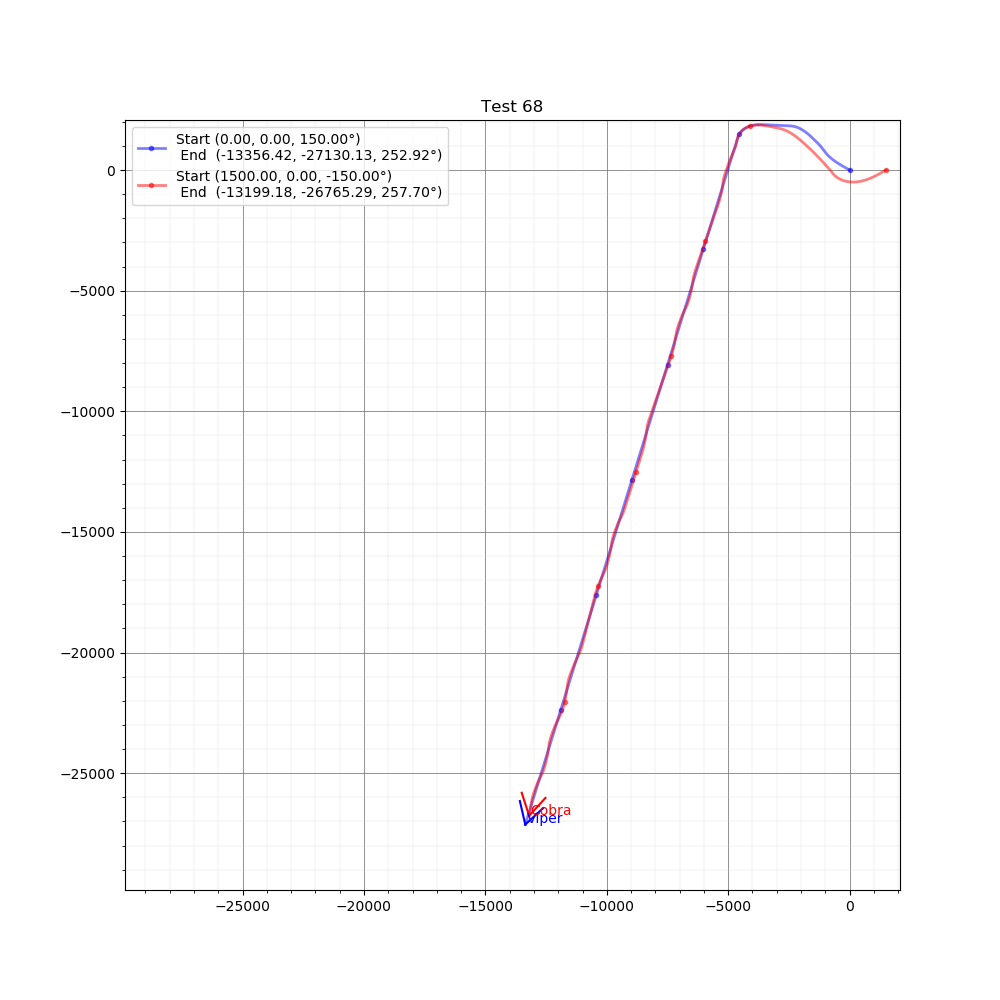 Test 68
Start (0.00, 0.00, 150.00°)
End (-13356.42, -27130.13, 252.92°)
Start (1500.00, 0.00, -150.00°)
End (-13199.18, -26765.29, 257.70°)
0
−5000
−10000
−15000
−20000
−25000
Cobra
Viper
−25000 −20000 −15000 −10000 −5000 0